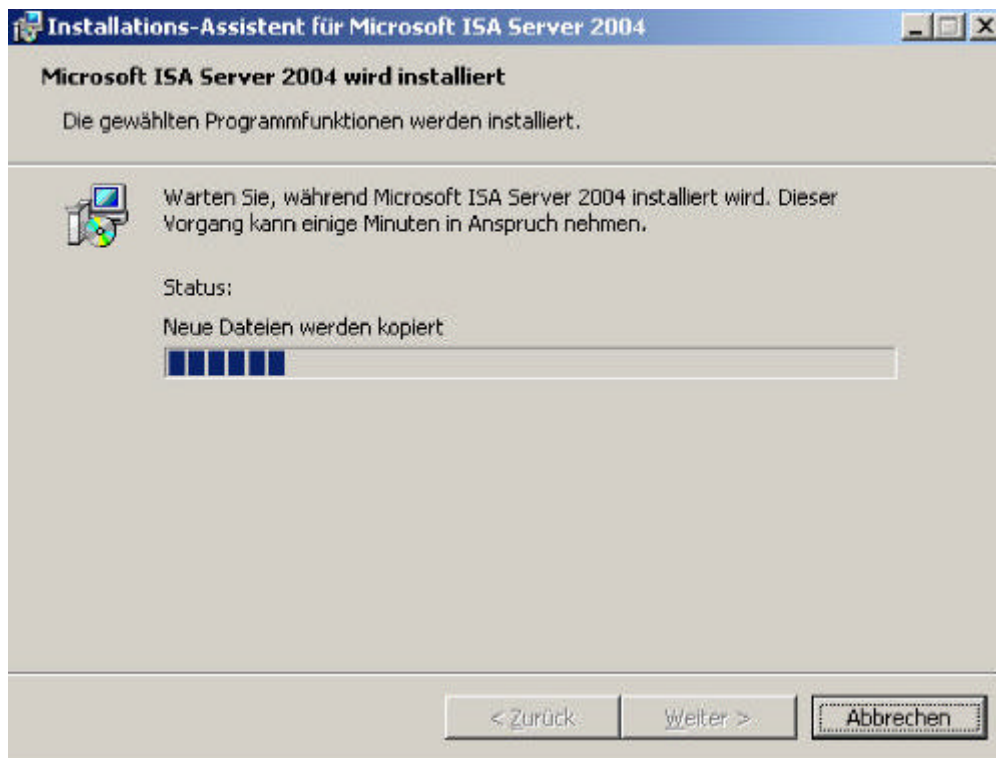 Installations-Assistent für Microsoft ISA Server 2004
Microsoft ISA Server 2004 wird installiert
Die gewählten Programmfunktionen werden installiert.
Warten Sie, während Microsoft ISA Server 2004 installiert wird. Dieser
Vorgang kann einige Minuten in Anspruch nehmen.
Status:
Neue Dateien werden kopiert
< Zurück Weiter > Abbrechen